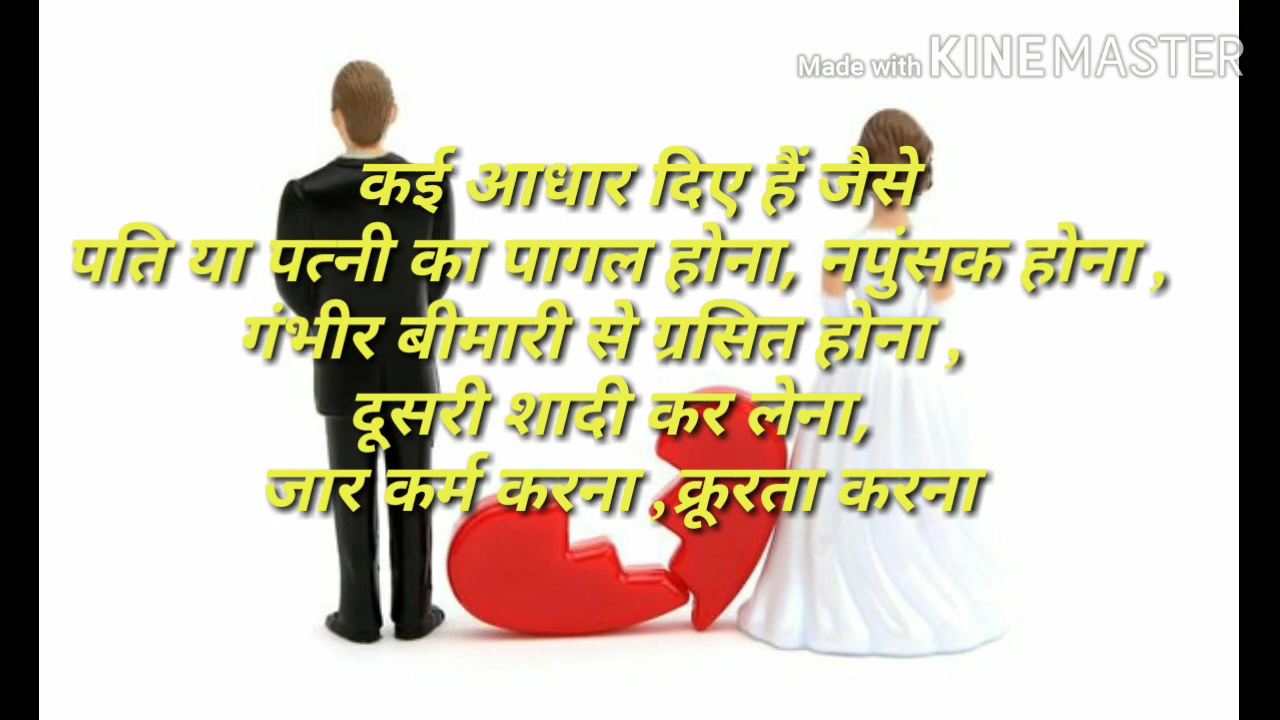 Made with KINEMASTER
कई आधार दिए हैं जैसे
पति या पत्नी का पागल होना, नपुंसक होना ,
गंभीर बीमारी से ग्रसित होना ,
दूसरी शादी कर लेना,
जार कर्म करना ,क्रूरता करना